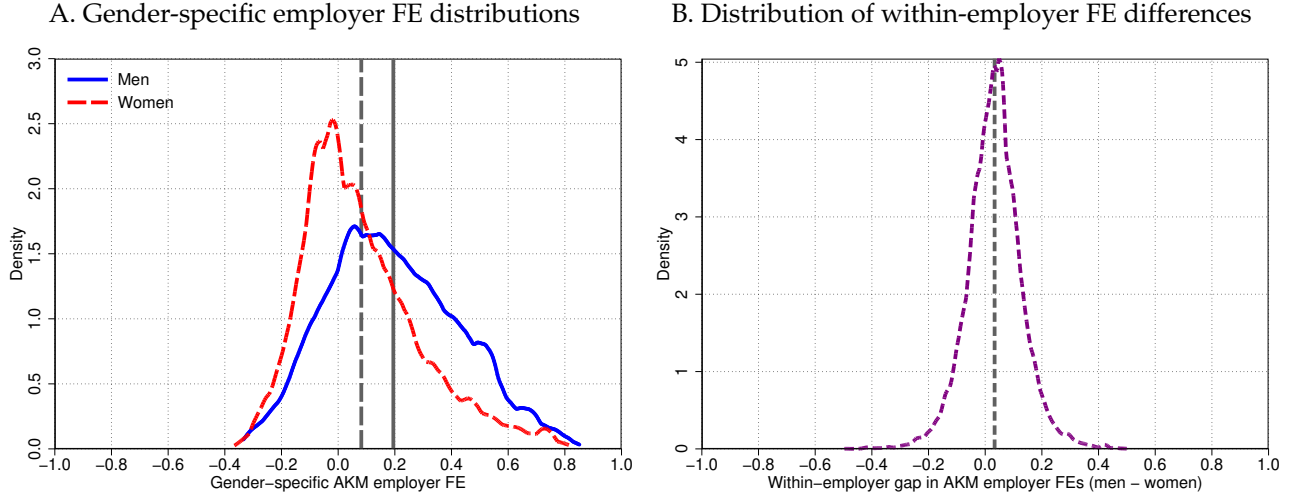 A. Gender-specific employer FE distributions
Density
3.0
2.5
2.0
1.5
1.0
0.5
0.0
Men
Women
−1.0 −0.8 −0.6 −0.4 −0.2 0.0 0.2 0.4 0.6 0.8 1.0
Gender−specific AKM employer FE
B. Distribution of within-employer FE differences
Density
5
4
3
2
1
0
−1.0 −0.8 −0.6 −0.4 −0.2 0.0 0.2 0.4 0.6 0.8 1.0
Within−employer gap in AKM employer FEs (men − women)